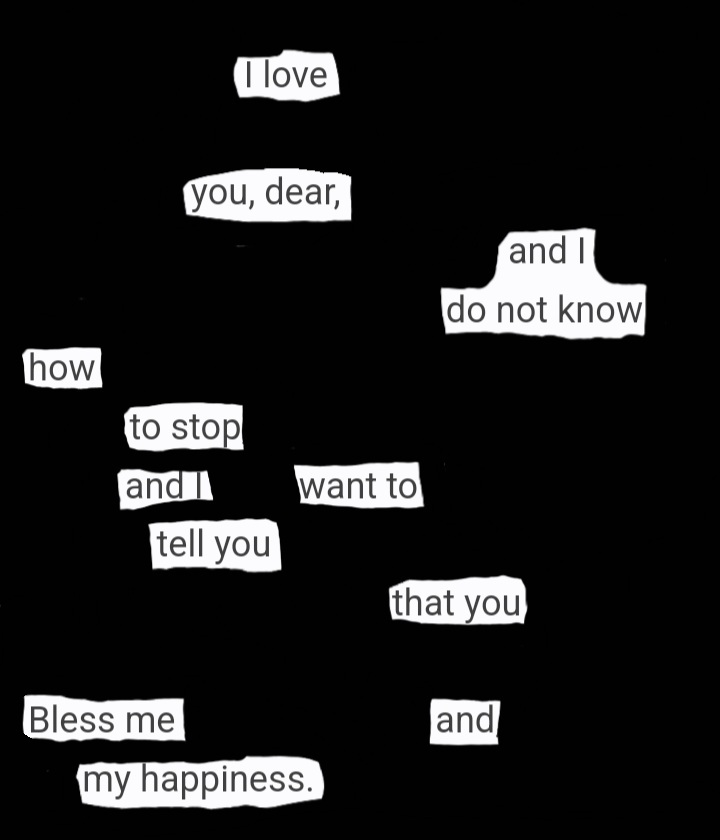 I love
you, dear,
and I
do not know
how
to stop
and I want to
tell you
that you
Bless me and
my happiness.